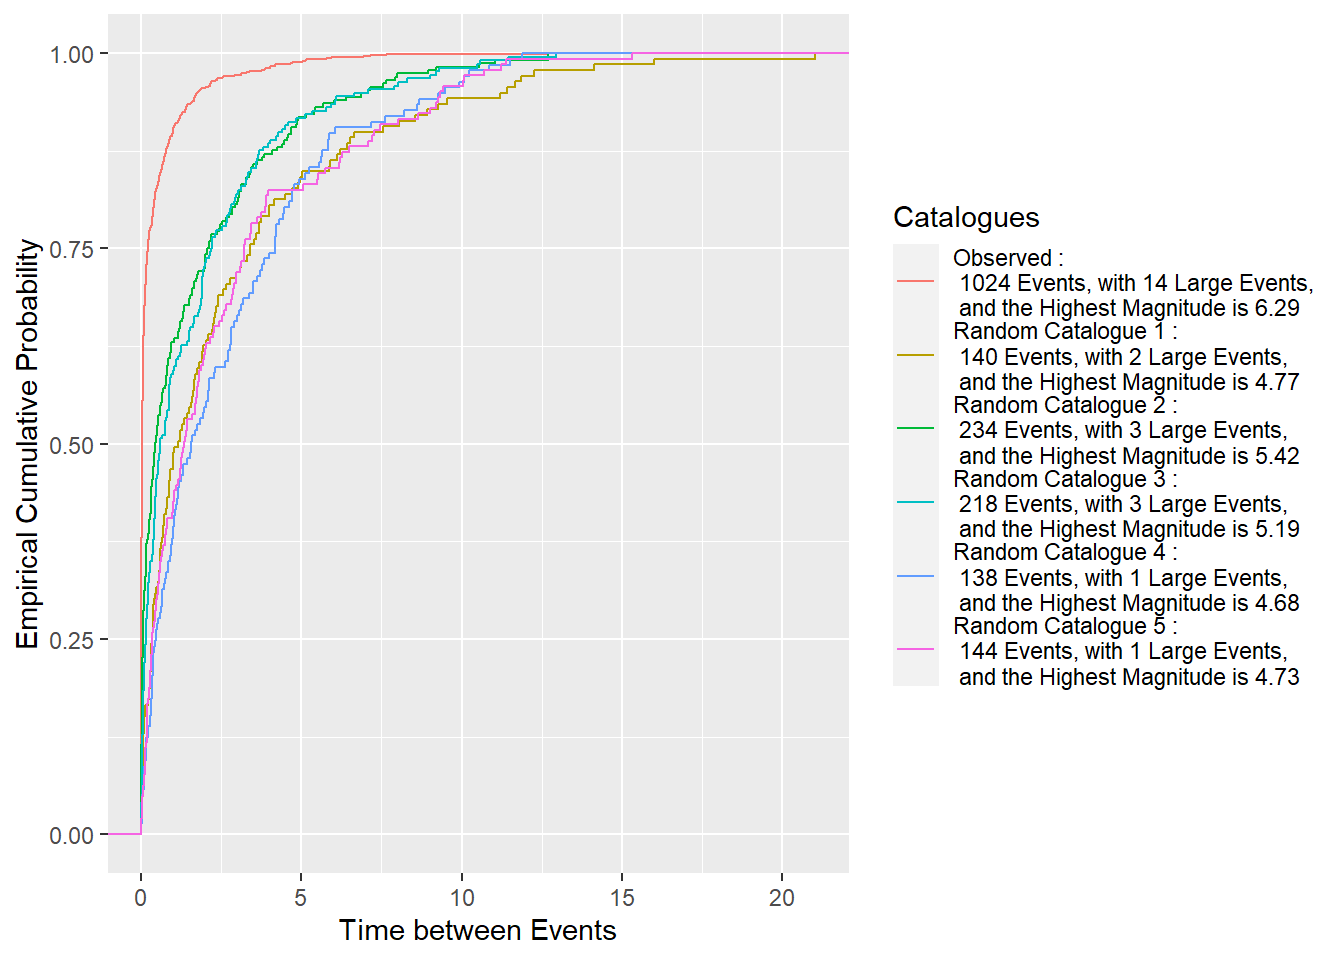 1.00
0.75
0.50
0.25
0.00
Empirical Cumulative Probability
0
5
10
15
20
Time between Events
Catalogues
Observed :
1024 Events, with 14 Large Events,
and the Highest Magnitude is 6.29
Random Catalogue 1 :
140 Events, with 2 Large Events,
and the Highest Magnitude is 4.77
Random Catalogue 2 :
234 Events, with 3 Large Events,
and the Highest Magnitude is 5.42
Random Catalogue 3 :
218 Events, with 3 Large Events,
and the Highest Magnitude is 5.19
Random Catalogue 4 :
138 Events, with 1 Large Events,
and the Highest Magnitude is 4.68
Random Catalogue 5 :
144 Events, with 1 Large Events,
and the Highest Magnitude is 4.73